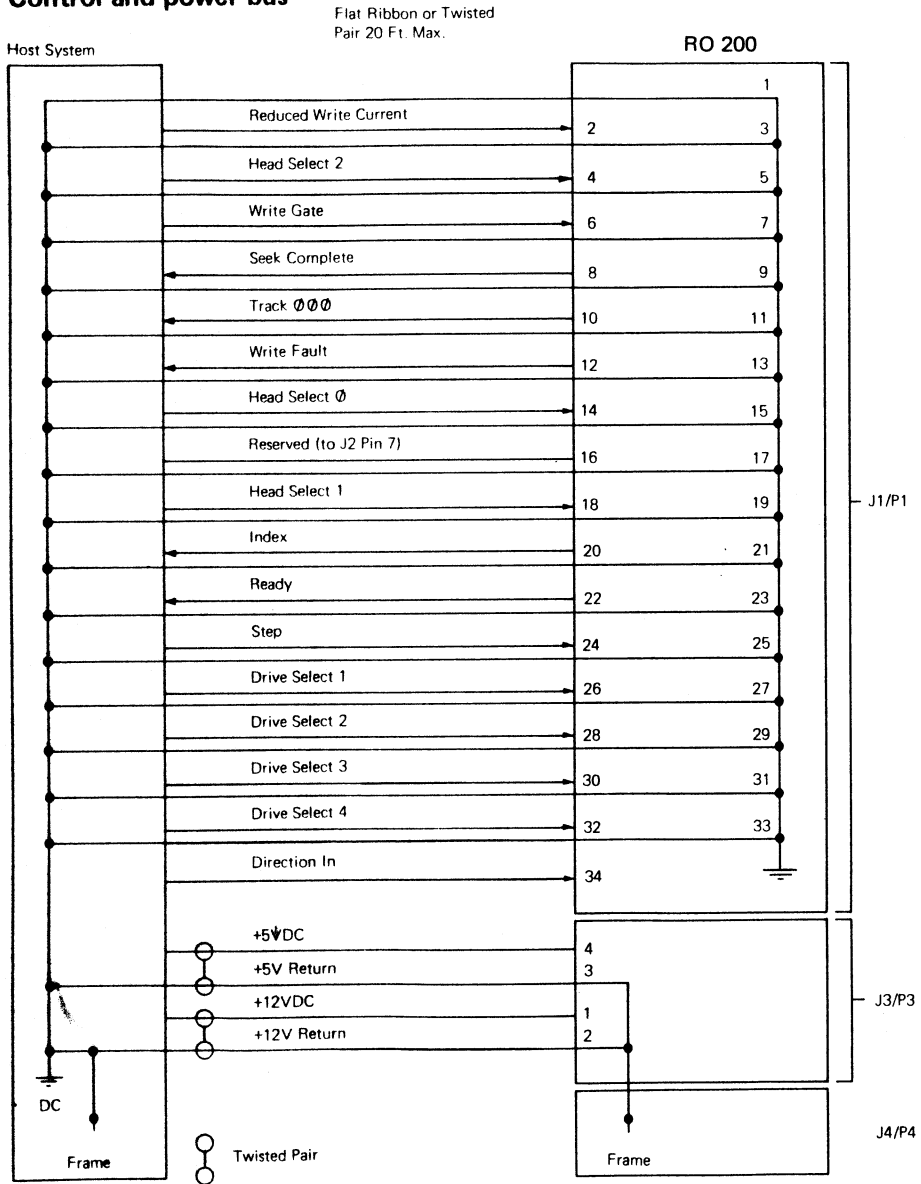 Control and power bus
Flat Ribbon or Twisted
Pair 20 Ft. Max.
Host System
RO 200
1
Reduced Write Current
2 3
Head Select 2
4 5
Write Gate
6 7
Seek Complete
8 9
Track 000
10 11
Write Fault
12 13
Head Select 0
14 15
Reserved (to J2 Pin 7)
16 17
Head Select 1
18 19
J1/P1
Index
20 21
Ready
22 23
Step
24 25
Drive Select 1
26 27
Drive Select 2
28 29
Drive Select 3
30 31
Drive Select 4
32 33
Direction In
34
+5VDC
4
+5V Return
3
+12VDC
1
J3/P3
+12V Return
2
DC
J4/P4
Frame
Twisted Pair
Frame